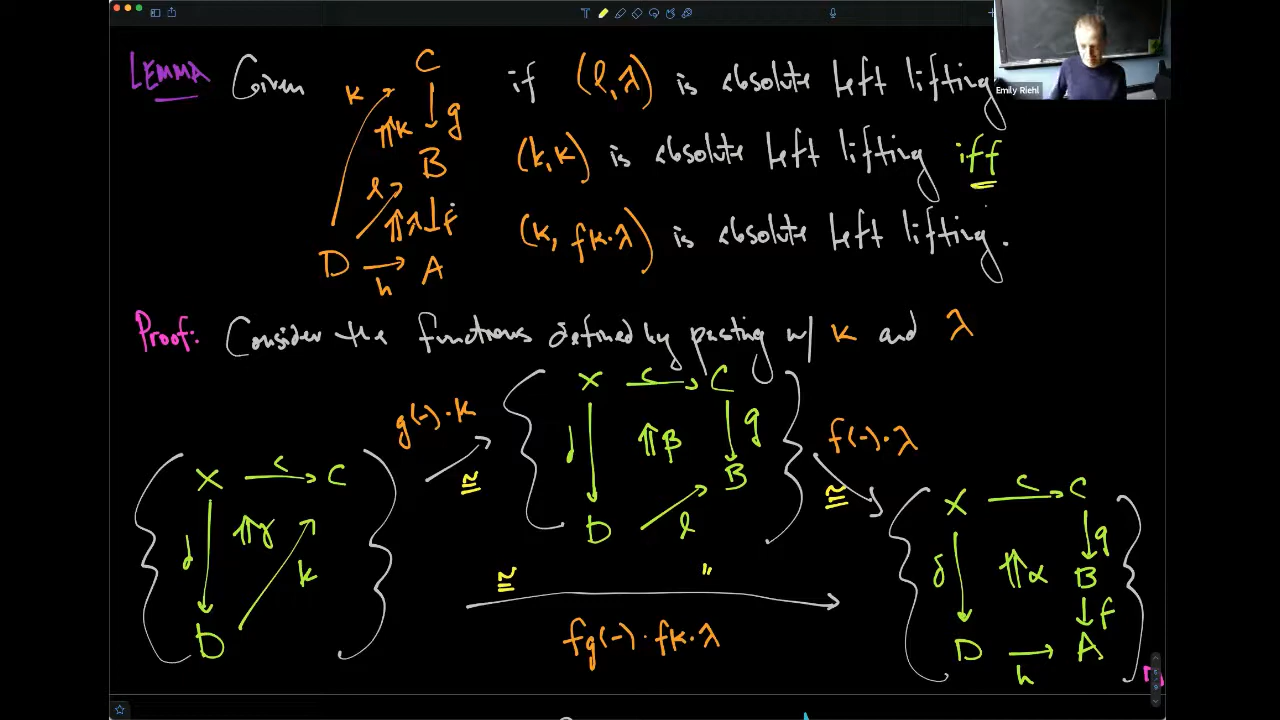 LEMMA Given if (l, λ) is absolute left lifting
(k, κ) is absolute left lifting iff
(k, fκ·λ) is absolute left lifting.
C
k ⇑κ g
B
l ⇑λ f
D h A
Emily Riehl
Proof: Consider the functions defined by pasting w/ κ and λ
g(-)·κ
X c C
d ⇑β g
B
D l
f(-)·λ
≅
≅
X c C
d ⇑γ k
D
X c C
δ ⇑α g
B
f
D h A
≅ "
fg(-)·fκ·λ